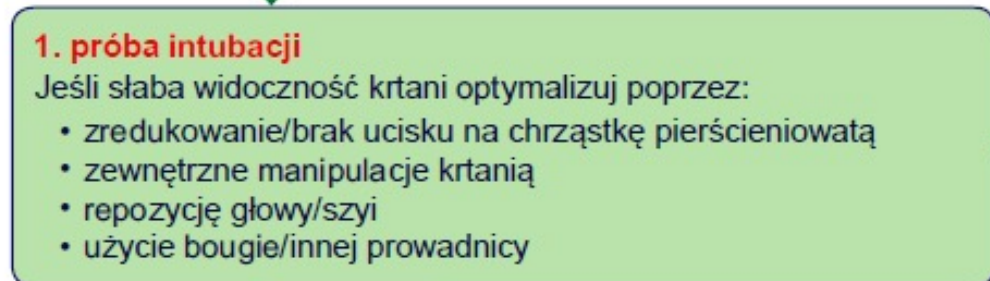 1. próba intubacji
Jeśli słaba widoczność krtani optymalizuj poprzez:
• zredukowanie/brak ucisku na chrząstkę pierścieniowatą
• zewnętrzne manipulacje krtanią
• repozycję głowy/szyi
• użycie bougie/innej prowadnicy